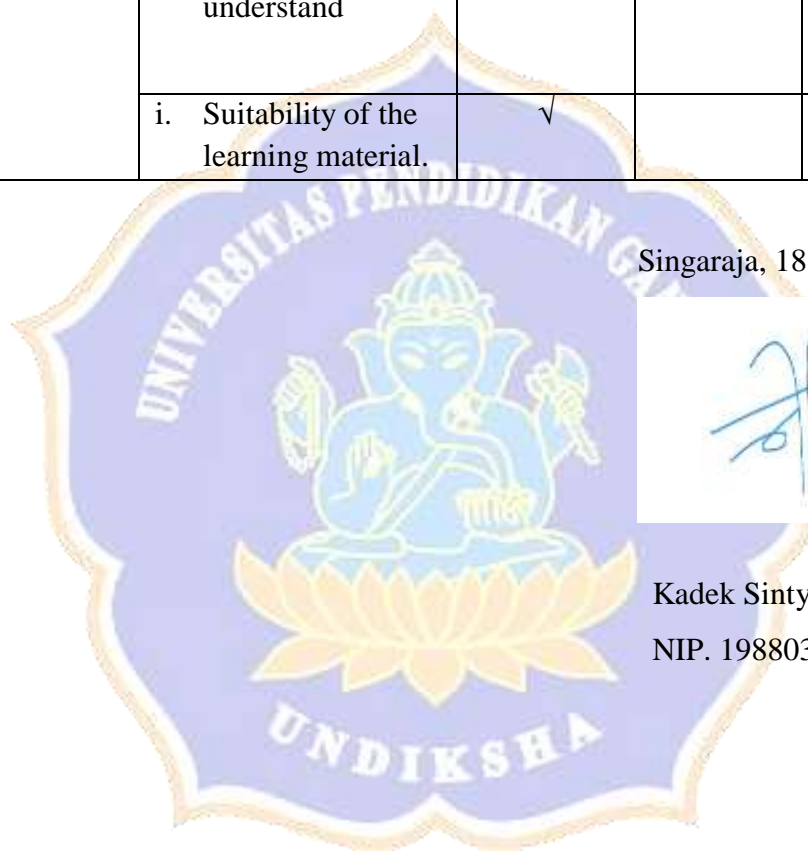 understand
i. Suitability of the √
learning material.
UNIVERSITAS PENDIDIKAN
Singaraja, 18
Kadek Sinty
NIP. 198803
UNDIKSHA